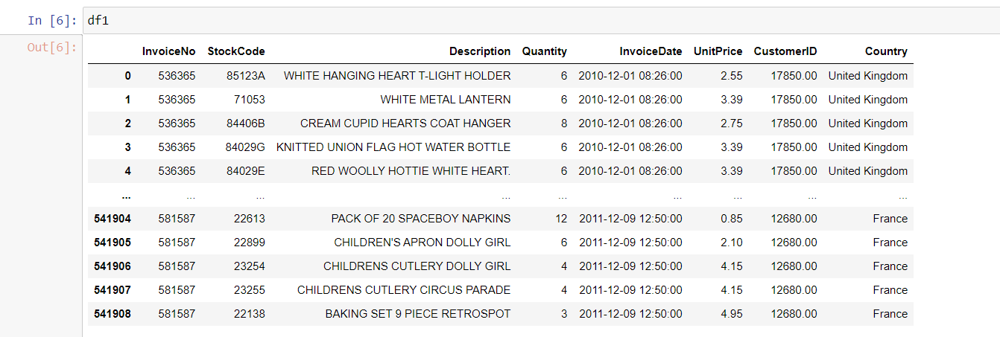 In [6]: df1
Out[6]:
InvoiceNo StockCode Description Quantity InvoiceDate UnitPrice CustomerID Country
0 536365 85123A WHITE HANGING HEART T-LIGHT HOLDER 6 2010-12-01 08:26:00 2.55 17850.00 United Kingdom
1 536365 71053 WHITE METAL LANTERN 6 2010-12-01 08:26:00 3.39 17850.00 United Kingdom
2 536365 84406B CREAM CUPID HEARTS COAT HANGER 8 2010-12-01 08:26:00 2.75 17850.00 United Kingdom
3 536365 84029G KNITTED UNION FLAG HOT WATER BOTTLE 6 2010-12-01 08:26:00 3.39 17850.00 United Kingdom
4 536365 84029E RED WOOLLY HOTTIE WHITE HEART. 6 2010-12-01 08:26:00 3.39 17850.00 United Kingdom
... ... ... ... ... ... ... ... ...
541904 581587 22613 PACK OF 20 SPACEBOY NAPKINS 12 2011-12-09 12:50:00 0.85 12680.00 France
541905 581587 22899 CHILDREN'S APRON DOLLY GIRL 6 2011-12-09 12:50:00 2.10 12680.00 France
541906 581587 23254 CHILDRENS CUTLERY DOLLY GIRL 4 2011-12-09 12:50:00 4.15 12680.00 France
541907 581587 23255 CHILDRENS CUTLERY CIRCUS PARADE 4 2011-12-09 12:50:00 4.15 12680.00 France
541908 581587 22138 BAKING SET 9 PIECE RETROSPOT 3 2011-12-09 12:50:00 4.95 12680.00 France